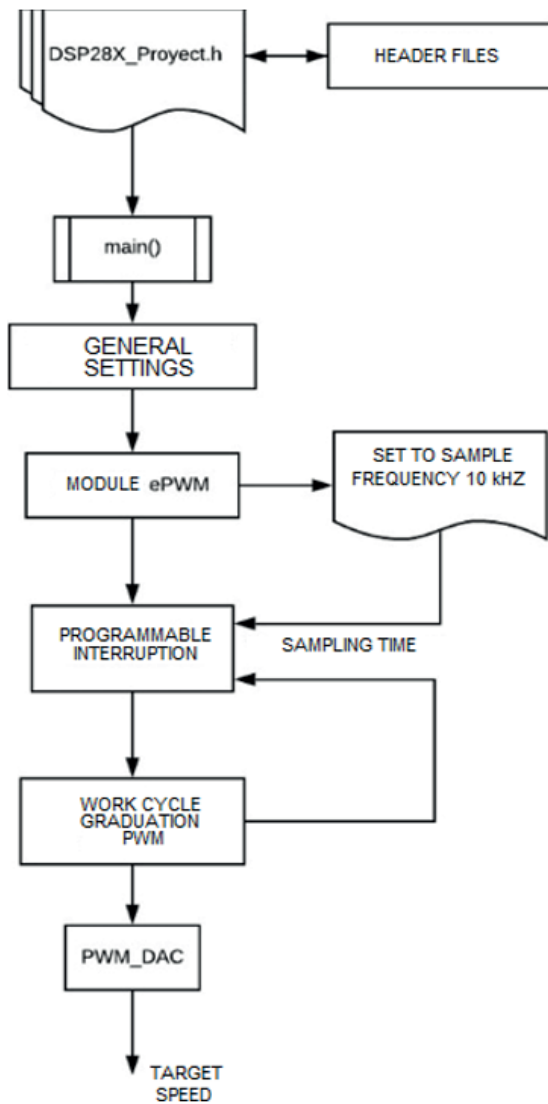 DSP28X_Proyect.h
HEADER FILES
main()
GENERAL
SETTINGS
MODULE ePWM
SET TO SAMPLE
FREQUENCY 10 kHZ
PROGRAMMABLE
INTERRUPTION
SAMPLING TIME
WORK CYCLE
GRADUATION
PWM
PWM_DAC
TARGET
SPEED